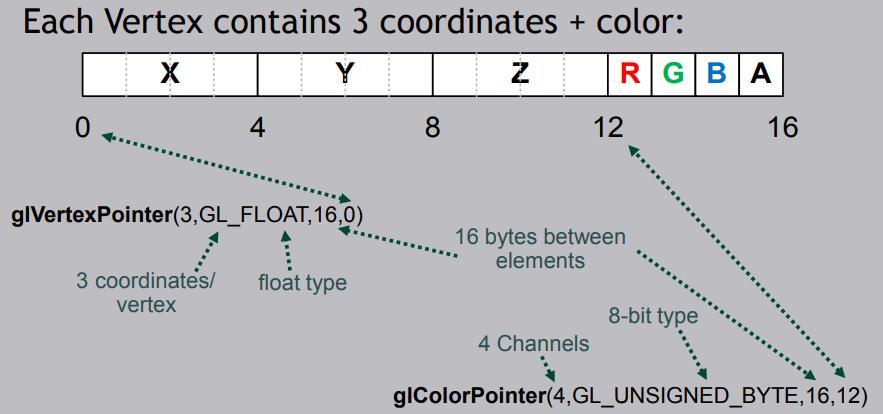 Each Vertex contains 3 coordinates + color:
X Y Z R G B A
0 4 8 12 16
glVertexPointer(3,GL_FLOAT,16,0)
16 bytes between
elements
3 coordinates/
vertex
float type
8-bit type
4 Channels
glColorPointer(4,GL_UNSIGNED_BYTE,16,12)